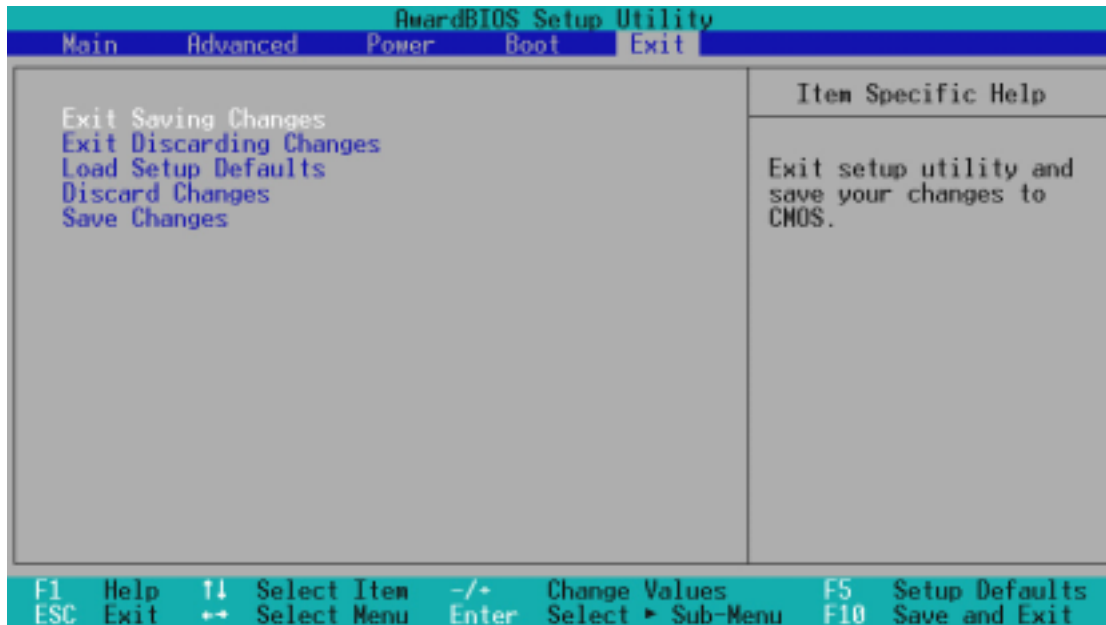 AwardBIOS Setup Utility
Main Advanced Power Boot Exit
Exit Saving Changes
Exit Discarding Changes
Load Setup Defaults
Discard Changes
Save Changes
Item Specific Help
Exit setup utility and
save your changes to
CMOS.
F1 Help ↑↓ Select Item -/+ Change Values F5 Setup Defaults
ESC Exit ←→ Select Menu Enter Select ► Sub-Menu F10 Save and Exit